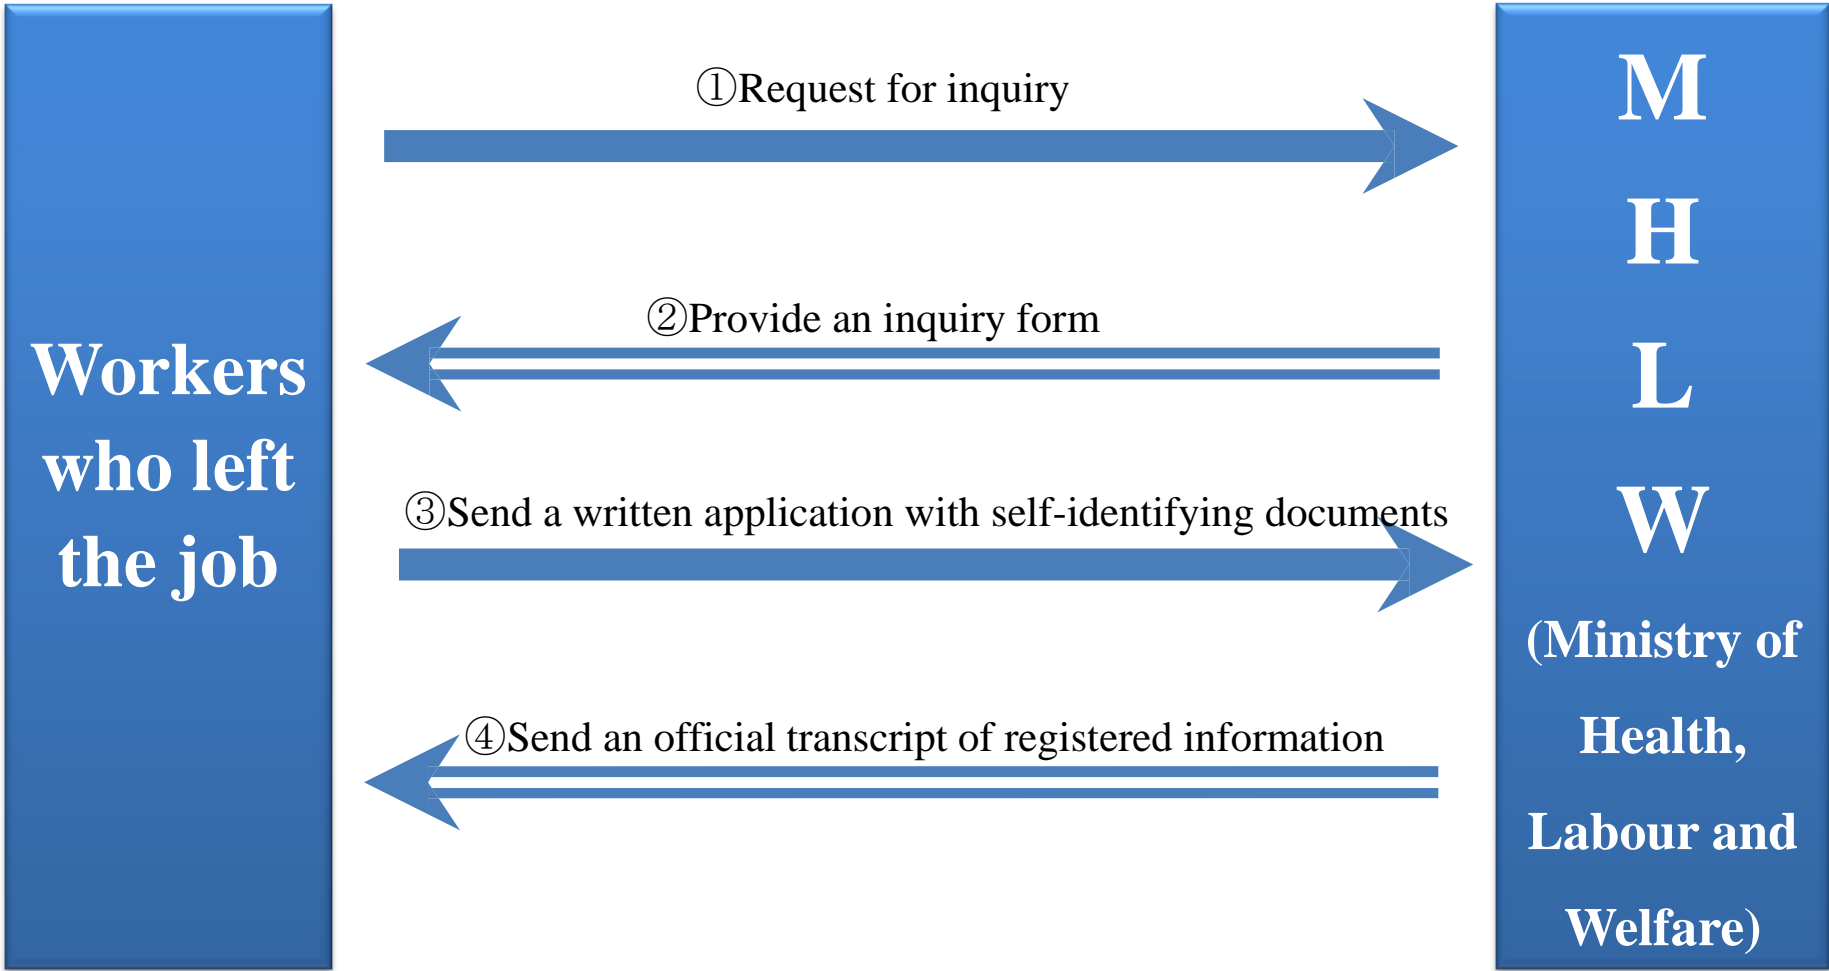 Workers
who left
the job
①Request for inquiry
②Provide an inquiry form
③Send a written application with self-identifying documents
④Send an official transcript of registered information
M
H
L
W
(Ministry of
Health,
Labour and
Welfare)